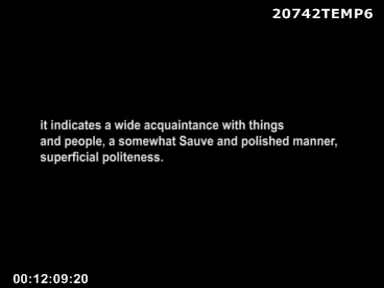 20742TEMP6
it indicates a wide acquaintance with things
and people, a somewhat Sauve and polished manner,
superficial politeness.
00:12:09:20